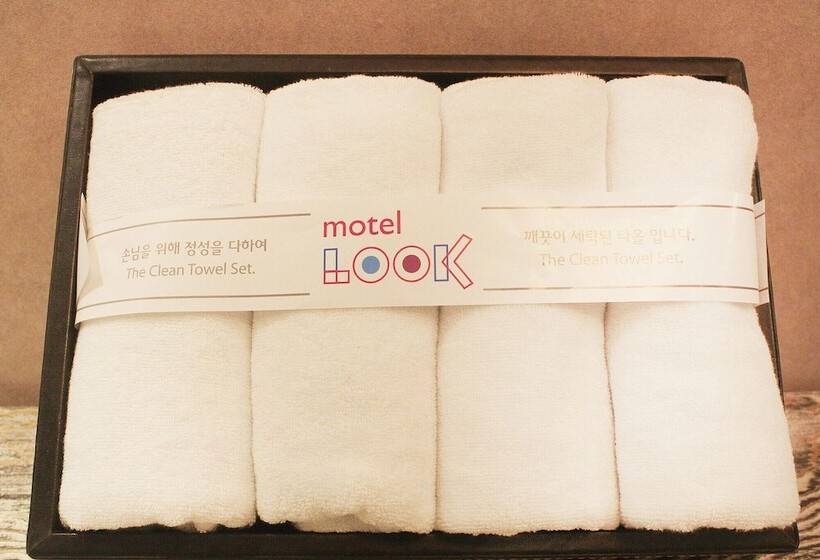 손님을 위해 정성을 다하여
The Clean Towel Set.
motel
LOOK
깨끗이 세탁된 타올 입니다.
The Clean Towel Set.